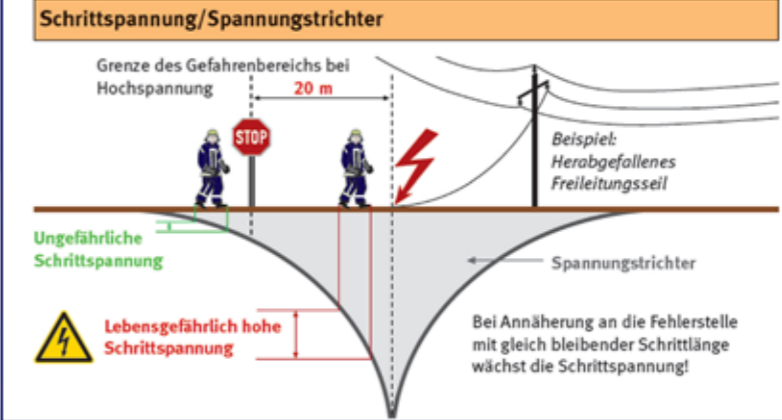 Schrittspannung/Spannungstrichter
Grenze des Gefahrenbereichs bei
Hochspannung
20 m
STOP
Beispiel:
Herabgefallenes
Freileitungsseil
Ungefährliche
Schrittspannung
Spannungstrichter
Lebensgefährlich hohe
Schrittspannung
Bei Annäherung an die Fehlerstelle
mit gleich bleibender Schrittlänge
wächst die Schrittspannung!